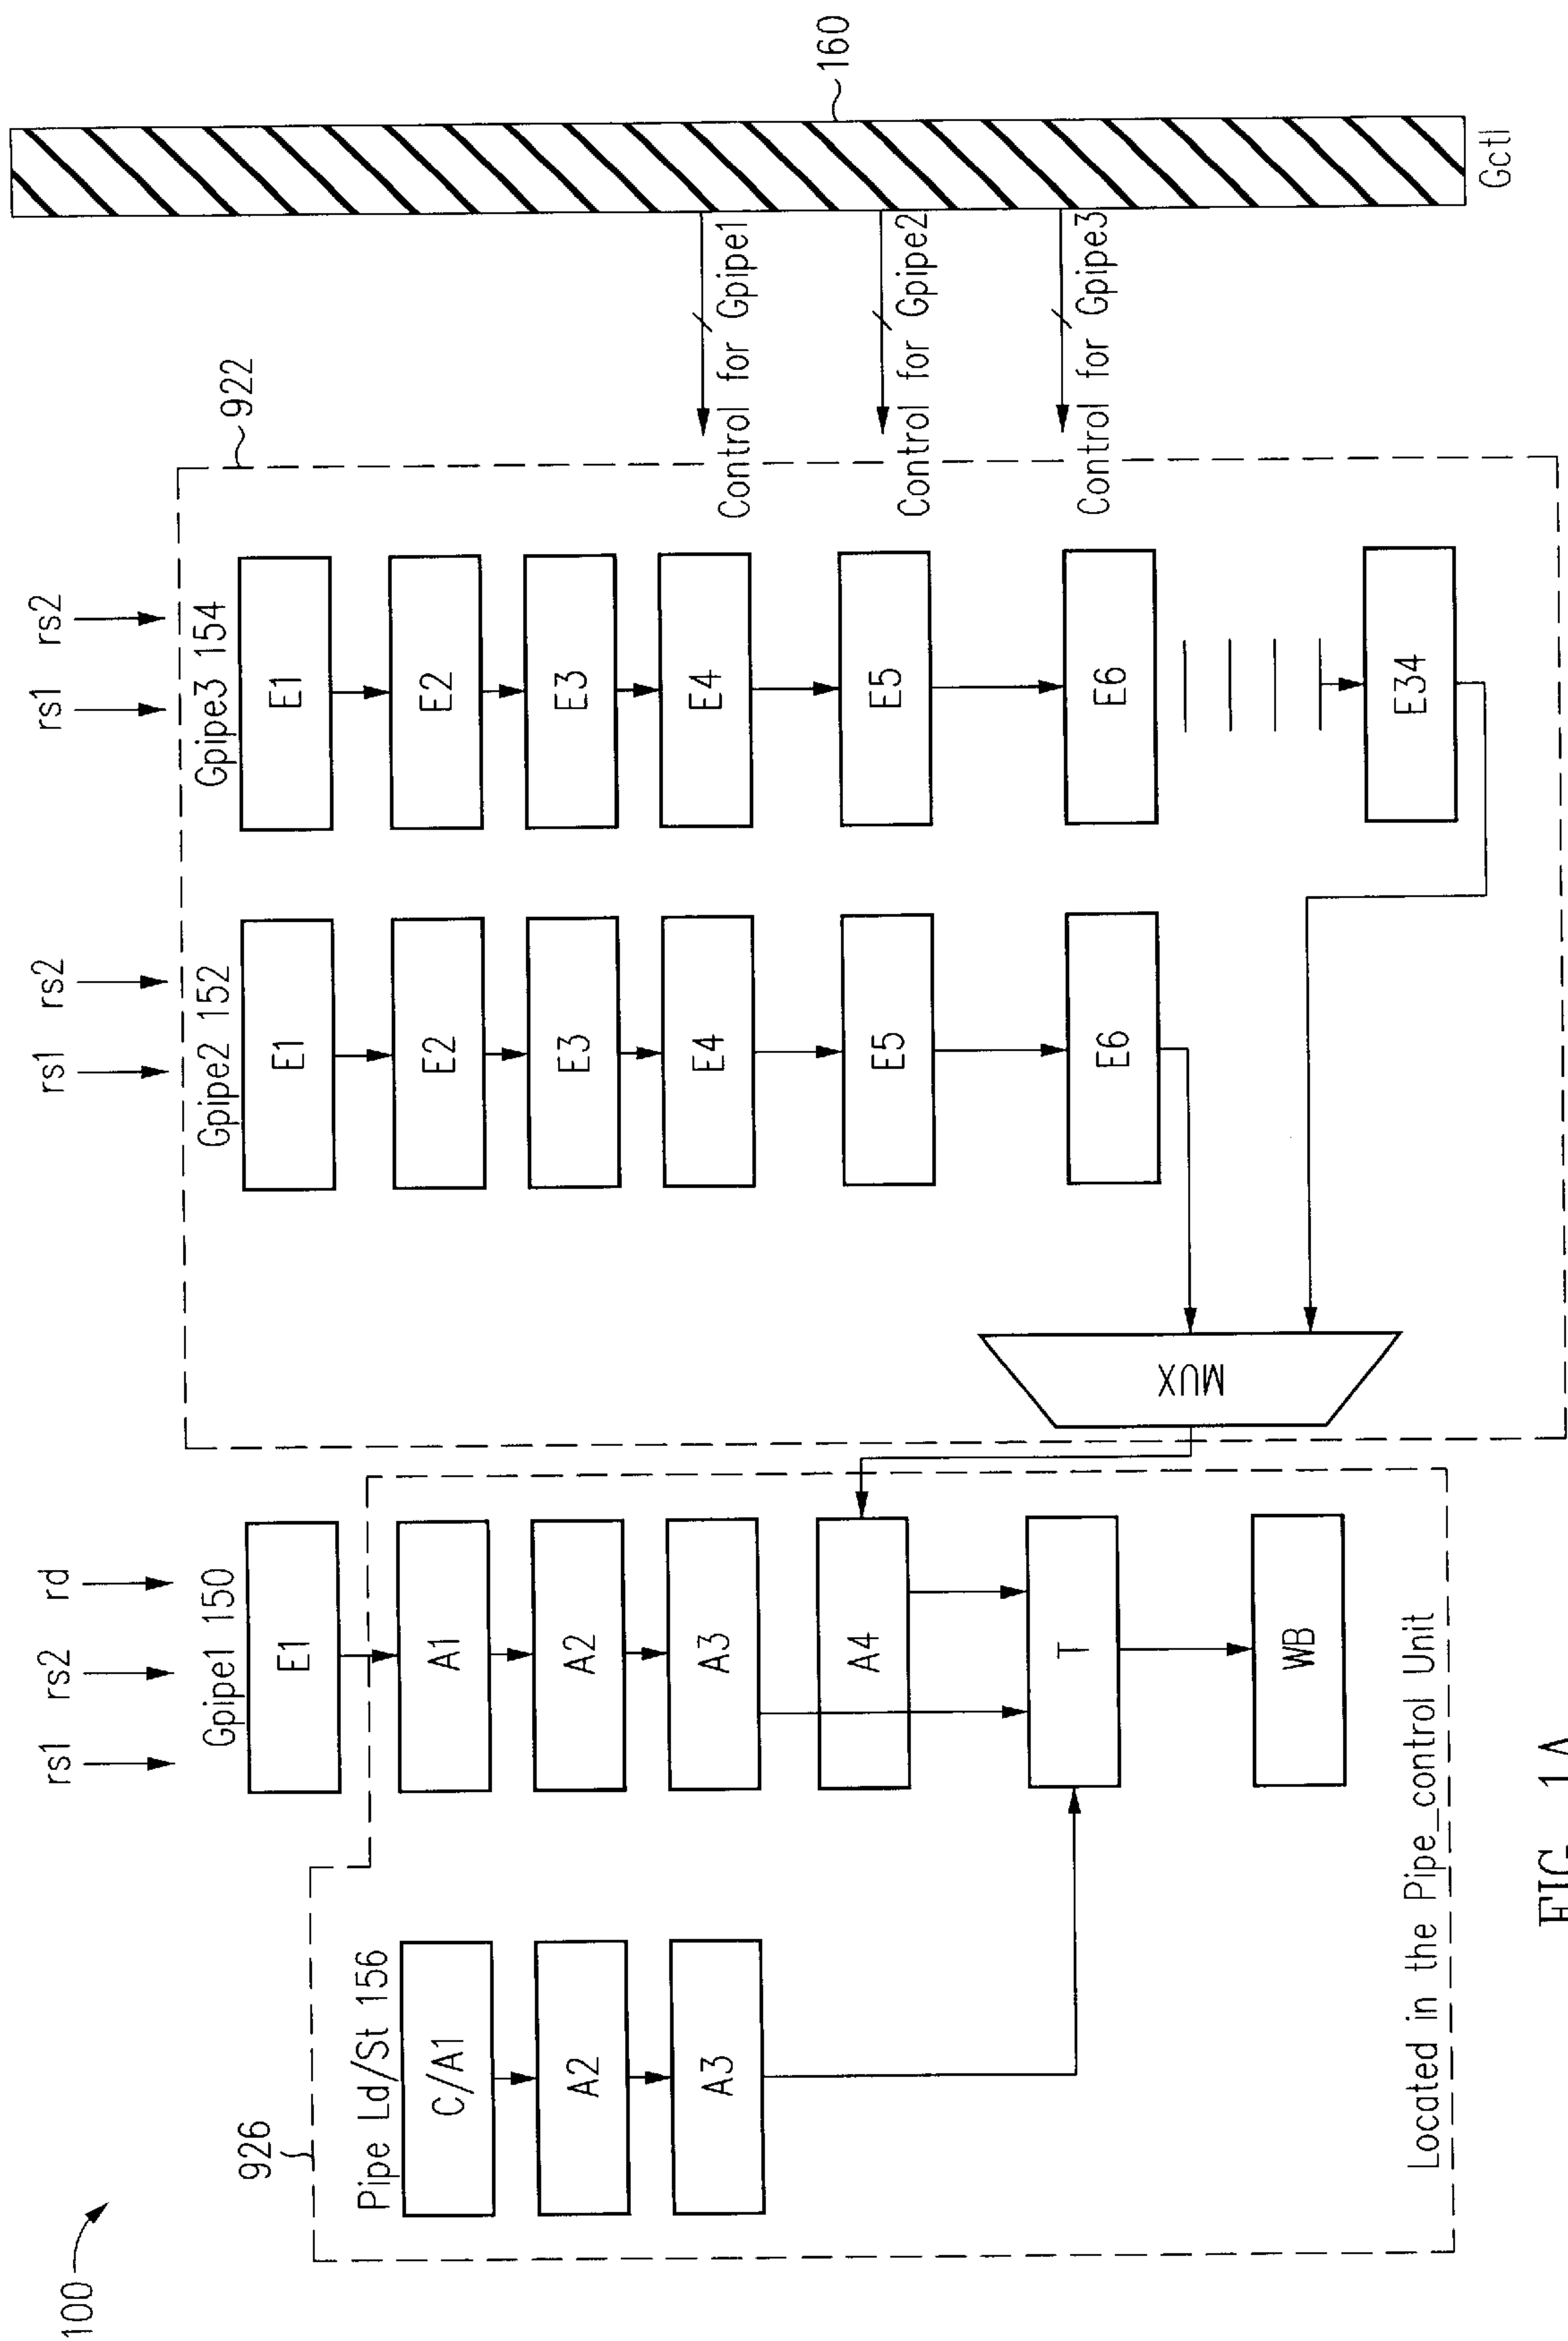 100
926
Pipe Ld/St 156
C/A1
A2
A3
rs1 rs2 rd
Gpipe1 150
E1
A1
A2
A3
A4
T
WB
Located in the Pipe_control Unit
922
rs1 rs2
Gpipe2 152
E1
E2
E3
E4
E5
E6
MUX
rs1 rs2
Gpipe3 154
E1
E2
E3
E4
E5
E6
E34
Control for Gpipe1
Control for Gpipe2
Control for Gpipe3
160
Gctl
FIG. 1A